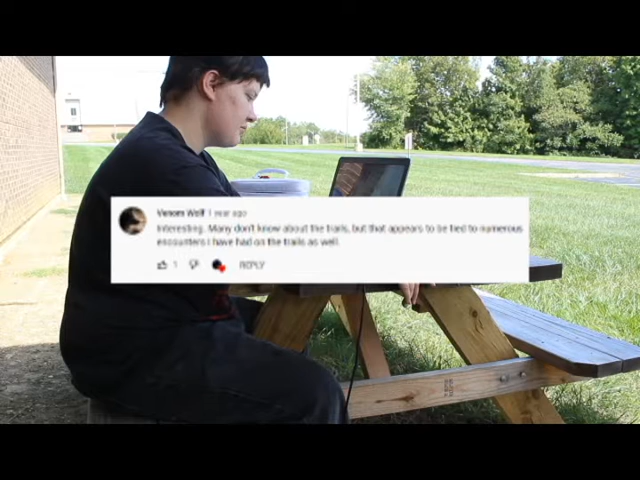 Venom Wolf 1 year ago
Interesting. Many don't know about the trails, but that appears to be tied to numerous
encounters I have had on the trails as well.
1 REPLY